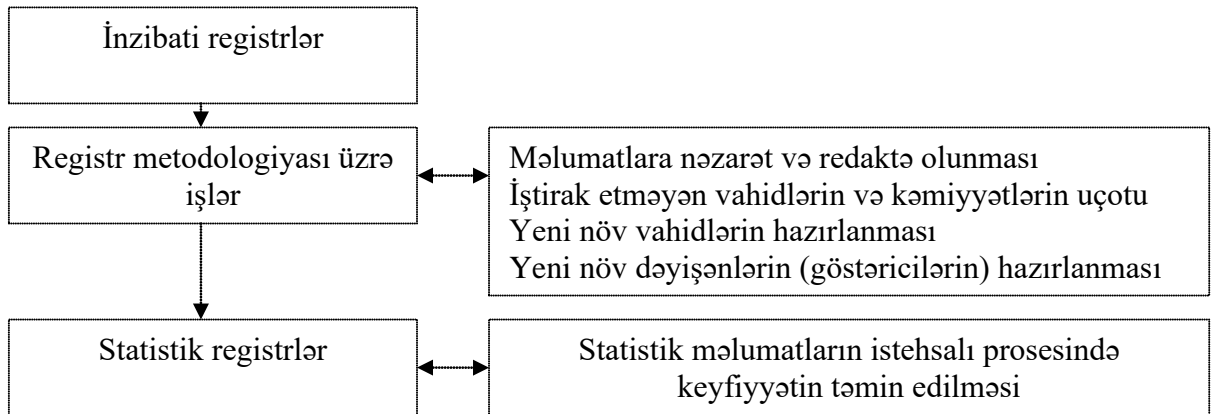 İnzibati registrlər
Registr metodologiyası üzrə
işlər
Məlumatlara nəzarət və redaktə olunması
İştirak etməyən vahidlərin və kəmiyyətlərin uçotu
Yeni növ vahidlərin hazırlanması
Yeni növ dəyişənlərin (göstəricilərin) hazırlanması
Statistik registrlər
Statistik məlumatların istehsalı prosesində
keyfiyyətin təmin edilməsi